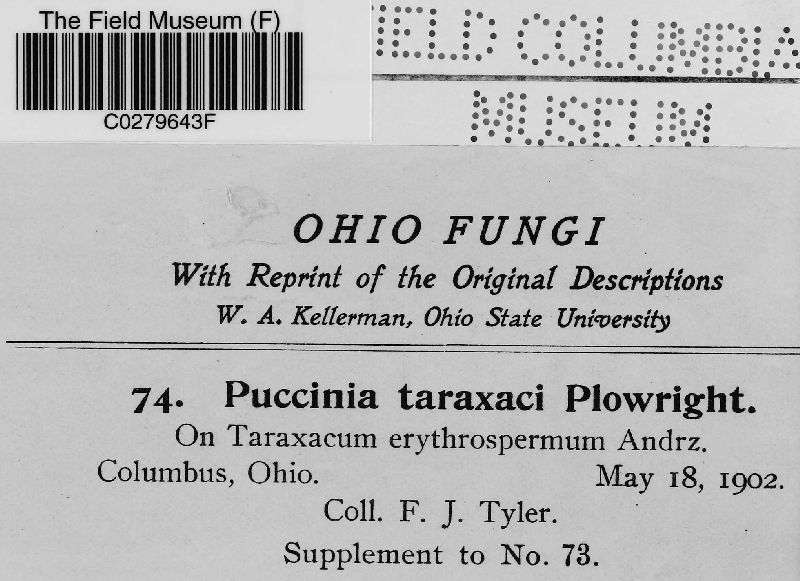 The Field Museum (F)
C0279643F
IELD COLUMBIA
MUSEUM
OHIO FUNGI
With Reprint of the Original Descriptions
W. A. Kellerman, Ohio State University
74. Puccinia taraxaci Plowright.
On Taraxacum erythrospermum Andrz.
Columbus, Ohio. May 18, 1902.
Coll. F. J. Tyler.
Supplement to No. 73.